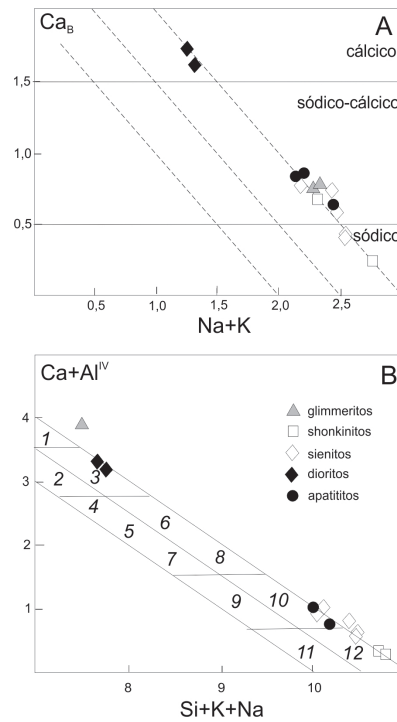 Ca_B
A
cálcico
1,5
sódico-cálcico
1,0
0,5
sódico
0,5
1,0
2,0
2,5
Na+K
Ca+Al^IV
B
4
glimmeritos
shonkinitos
1
sienitos
3
2
3
dioritos
4
apatititos
5
6
2
7
8
9
10
1
11
12
8
9
10
Si+K+Na